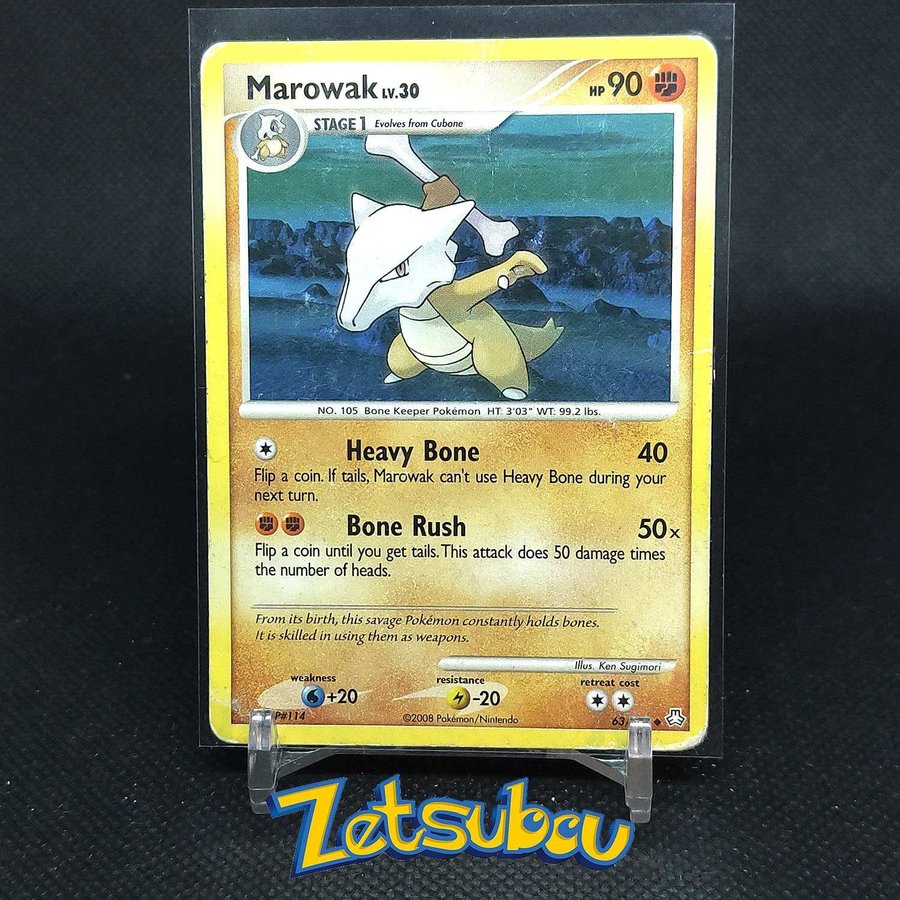 Marowak LV.30 HP 90
STAGE 1 Evolves from Cubone
NO. 105 Bone Keeper Pokémon HT: 3'03" WT: 99.2 lbs.
Heavy Bone 40
Flip a coin. If tails, Marowak can't use Heavy Bone during your
next turn.
Bone Rush 50x
Flip a coin until you get tails. This attack does 50 damage times
the number of heads.
From its birth, this savage Pokémon constantly holds bones.
It is skilled in using them as weapons.
Illus. Ken Sugimori
weakness resistance retreat cost
+20 -20
P#114 ©2008 Pokémon/Nintendo 63/
Zetsubou